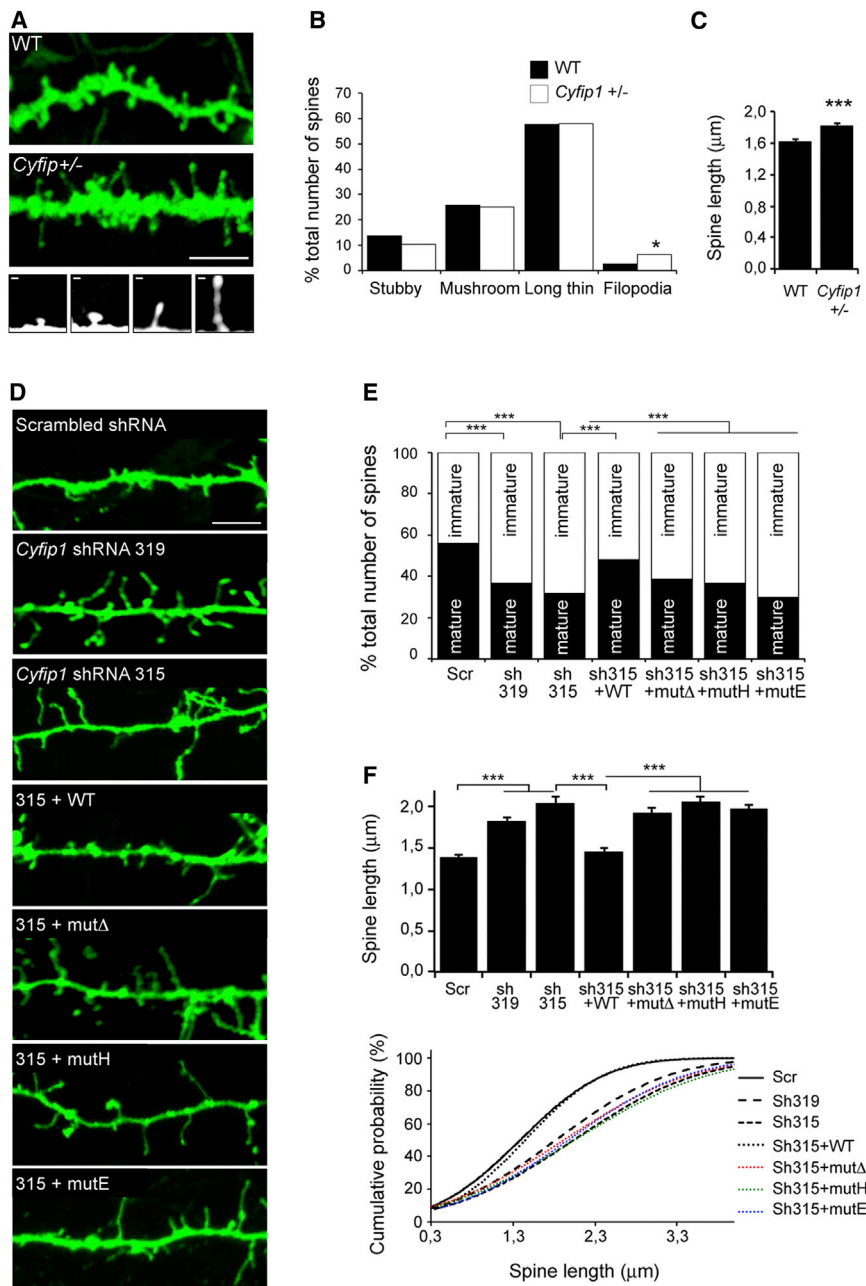 A
WT
Cyfip+/-
B
WT
Cyfip1 +/-
% total number of spines
70
60
50
40
30
20
10
0
Stubby Mushroom Long thin Filopodia
*
C
Spine length (μm)
2,0
1,6
1,2
0,8
0,4
0,0
***
WT Cyfip1
+/-
D
Scrambled shRNA
Cyfip1 shRNA 319
Cyfip1 shRNA 315
315 + WT
315 + mutΔ
315 + mutH
315 + mutE
E
*** ***
*** ***
% total number of spines
100
80
60
40
20
0
immature immature immature immature immature immature immature
mature mature mature mature mature mature mature
Scr sh sh sh315 sh315 sh315 sh315
319 315 +WT +mutΔ +mutH +mutE
F
*** *** ***
Spine length (μm)
2,0
1,5
1,0
0,5
0,0
Scr sh sh sh315 sh315 sh315 sh315
319 315 +WT +mutΔ +mutH +mutE
Cumulative probability (%)
100
80
60
40
20
0
0,3 1,3 2,3 3,3
Spine length (μm)
Scr
Sh319
Sh315
Sh315+WT
Sh315+mutΔ
Sh315+mutH
Sh315+mutE